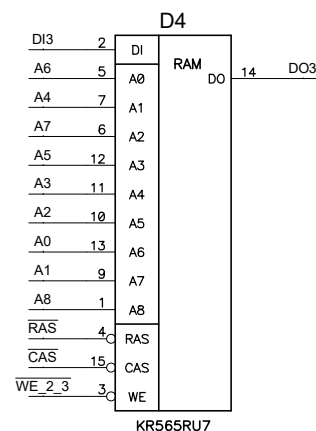 D4
DI3 2 DI RAM DO 14 DO3
A6 5 A0
A4 7 A1
A7 6 A2
A5 12 A3
A3 11 A4
A2 10 A5
A0 13 A6
A1 9 A7
A8 1 A8
RAS 4 RAS
CAS 15 CAS
WE_2_3 3 WE
KR565RU7